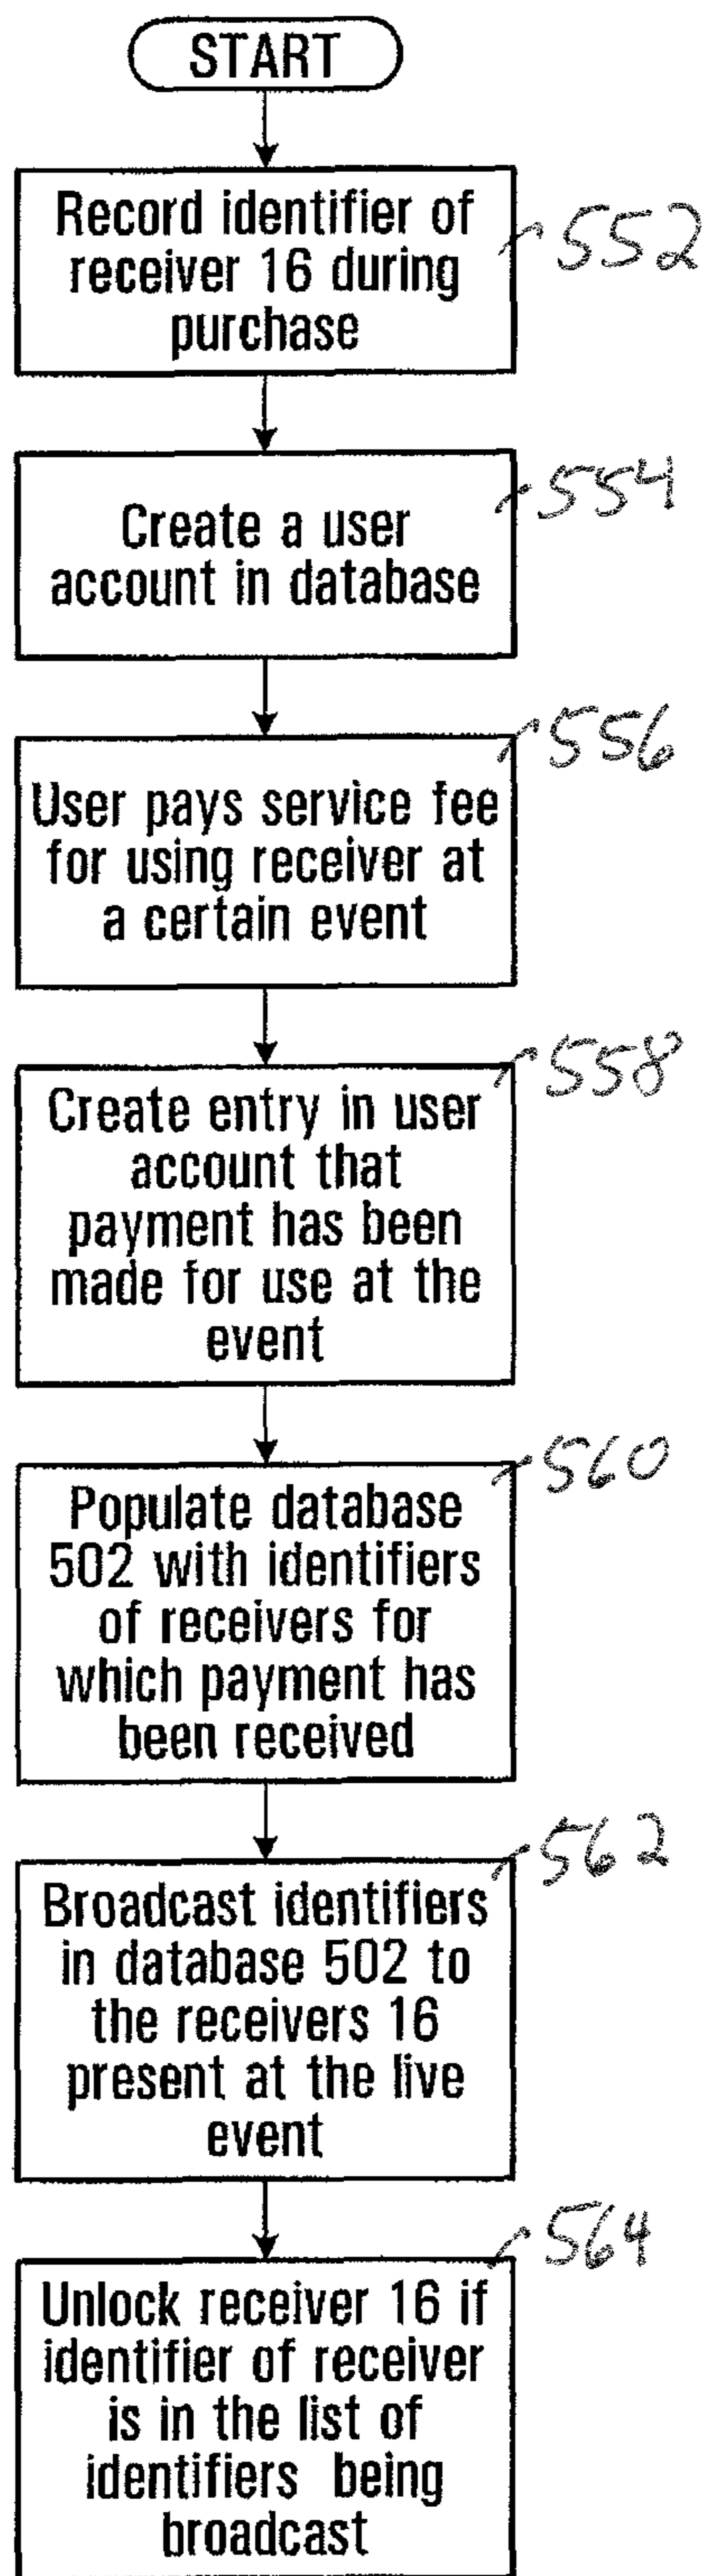 START
Record identifier of
receiver 16 during
purchase
552
Create a user
account in database
554
User pays service fee
for using receiver at
a certain event
556
Create entry in user
account that
payment has been
made for use at the
event
558
Populate database
502 with identifiers
of receivers for
which payment has
been received
560
Broadcast identifiers
in database 502 to
the receivers 16
present at the live
event
562
Unlock receiver 16 if
identifier of receiver
is in the list of
identifiers being
broadcast
564